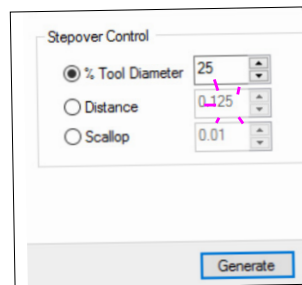 Stepover Control
% Tool Diameter 25
Distance 0.125
Scallop 0.01
Generate